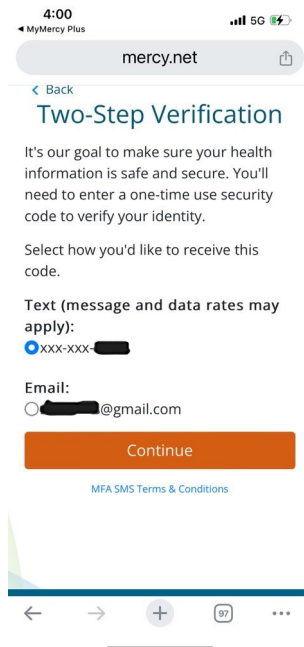 4:00
5G
MyMercy Plus
mercy.net
Back
Two-Step Verification
It's our goal to make sure your health
information is safe and secure. You'll
need to enter a one-time use security
code to verify your identity.
Select how you'd like to receive this
code.
Text (message and data rates may
apply):
xxx-xxx-
Email:
@gmail.com
Continue
MFA SMS Terms & Conditions
97